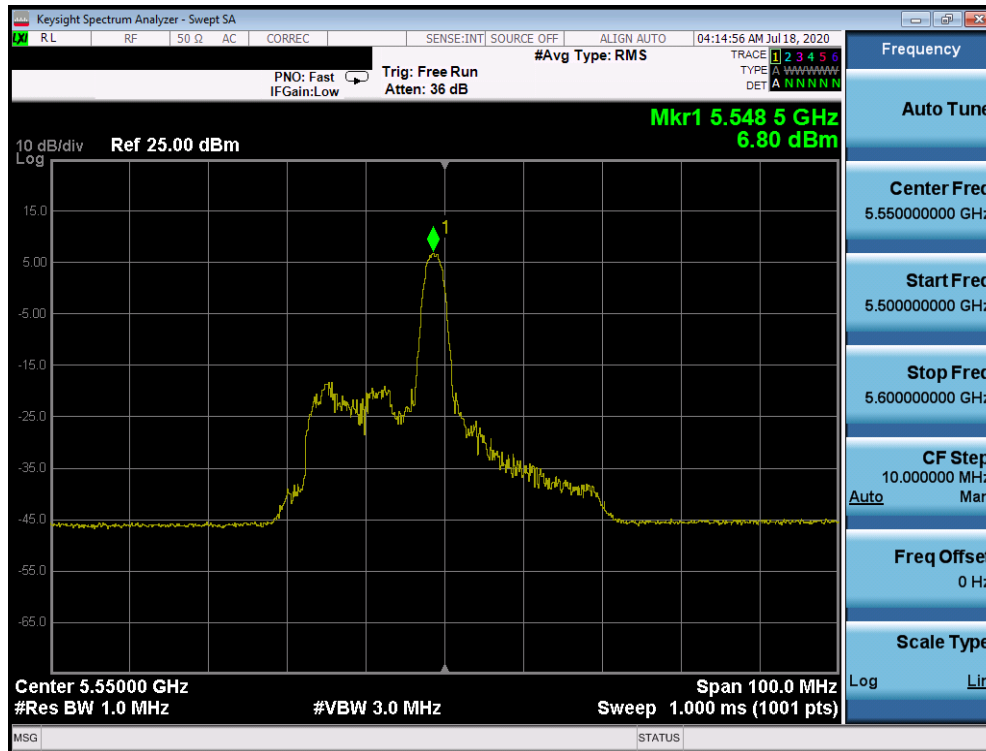 Keysight Spectrum Analyzer - Swept SA
LXI RL RF 50 Ω AC CORREC SENSE:INT SOURCE OFF ALIGN AUTO 04:14:56 AM Jul 18, 2020
#Avg Type: RMS
TRACE 1 2 3 4 5 6
PNO: Fast Trig: Free Run
TYPE A WWWWW
IFGain:Low Atten: 36 dB
DET A N N N N N
Mkr1 5.548 5 GHz
6.80 dBm
10 dB/div Ref 25.00 dBm
Log
15.0
1
5.00
-5.00
-15.0
-25.0
-35.0
-45.0
-55.0
-65.0
Center 5.55000 GHz Span 100.0 MHz
#Res BW 1.0 MHz #VBW 3.0 MHz Sweep 1.000 ms (1001 pts)
MSG STATUS
Frequency
Auto Tune
Center Freq
5.550000000 GHz
Start Freq
5.500000000 GHz
Stop Freq
5.600000000 GHz
CF Step
10.000000 MHz
Auto Man
Freq Offset
0 Hz
Scale Type
Log Lin